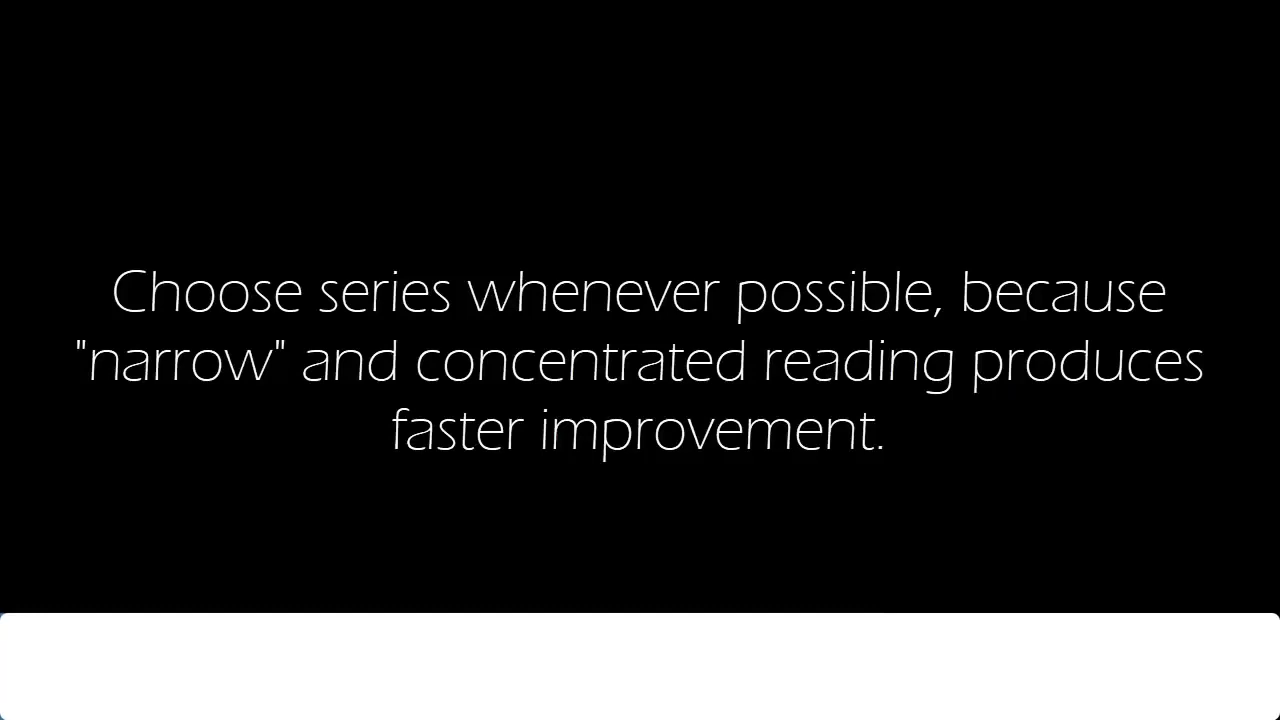 Choose series whenever possible, because
"narrow" and concentrated reading produces
faster improvement.